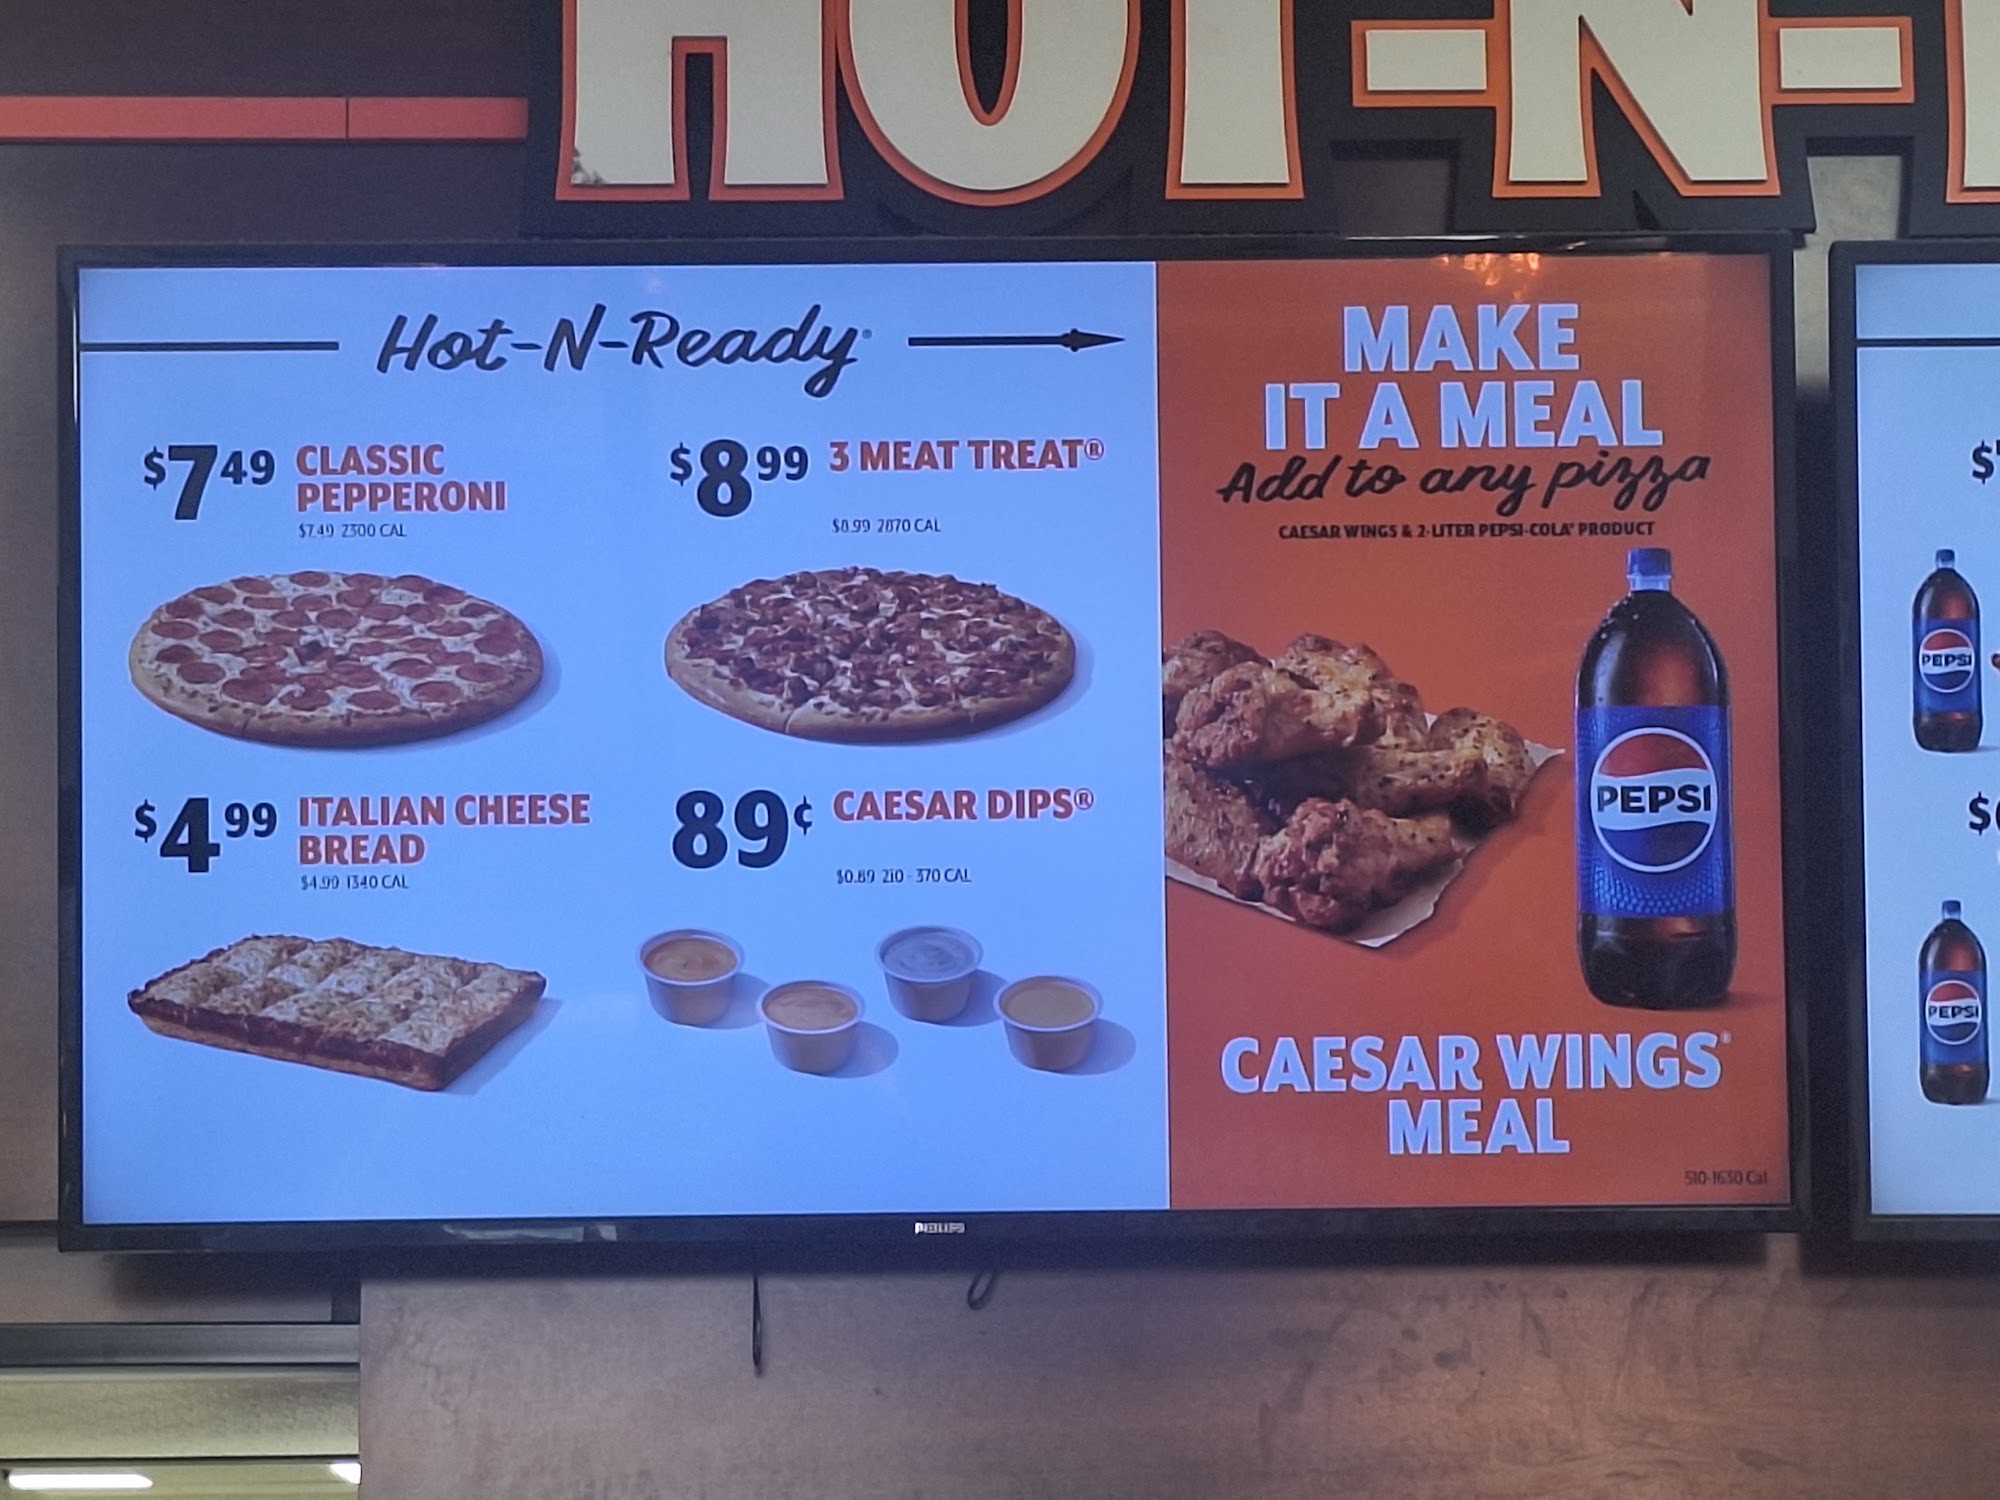 HOT-N-
Hot-N-Ready®
$7.49 CLASSIC
PEPPERONI
$7.49 2300 CAL
$8.99 3 MEAT TREAT®
$8.99 2870 CAL
$4.99 ITALIAN CHEESE
BREAD
$4.99 1340 CAL
89¢ CAESAR DIPS®
$0.89 210 - 370 CAL
MAKE
IT A MEAL
Add to any pizza
CAESAR WINGS & 2-LITER PEPSI-COLA® PRODUCT
PEPSI
CAESAR WINGS®
MEAL
510-1630 Cal
$
PEPSI
$
PEPSI